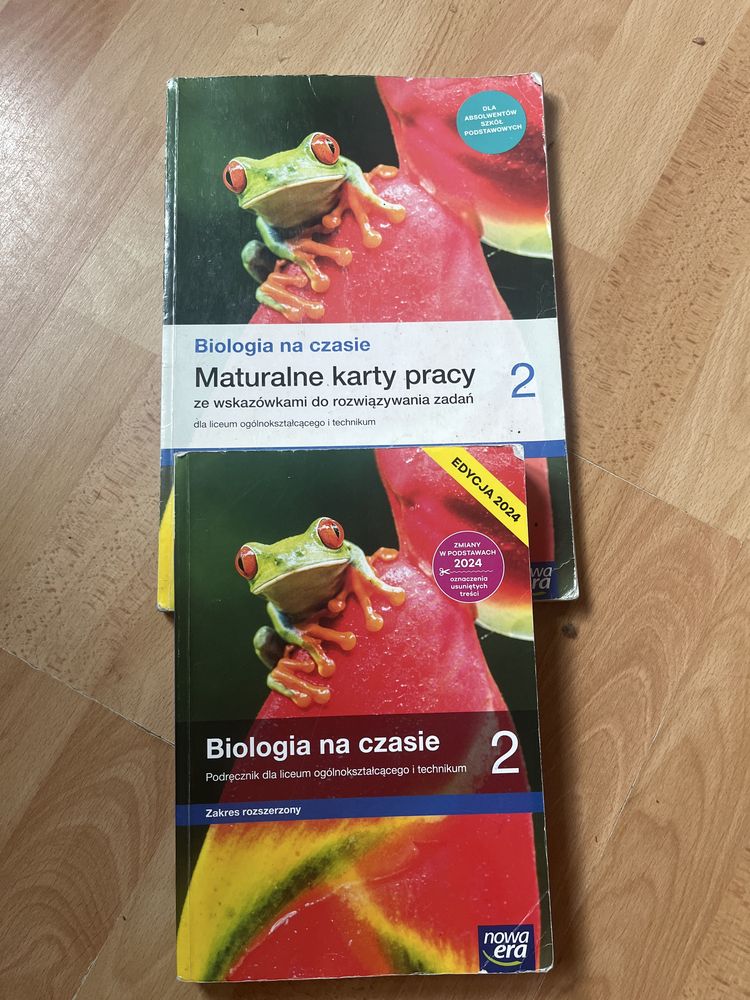 DLA
ABSOLWENTÓW
SZKÓŁ
PODSTAWOWYCH
Biologia na czasie
Maturalne karty pracy 2
ze wskazówkami do rozwiązywania zadań
dla liceum ogólnokształcącego i technikum
nowa
era
EDYCJA 2024
ZMIANY
W PODSTAWACH
2024
oznaczenia
usuniętych
treści
Biologia na czasie 2
Podręcznik dla liceum ogólnokształcącego i technikum
Zakres rozszerzony
nowa
era